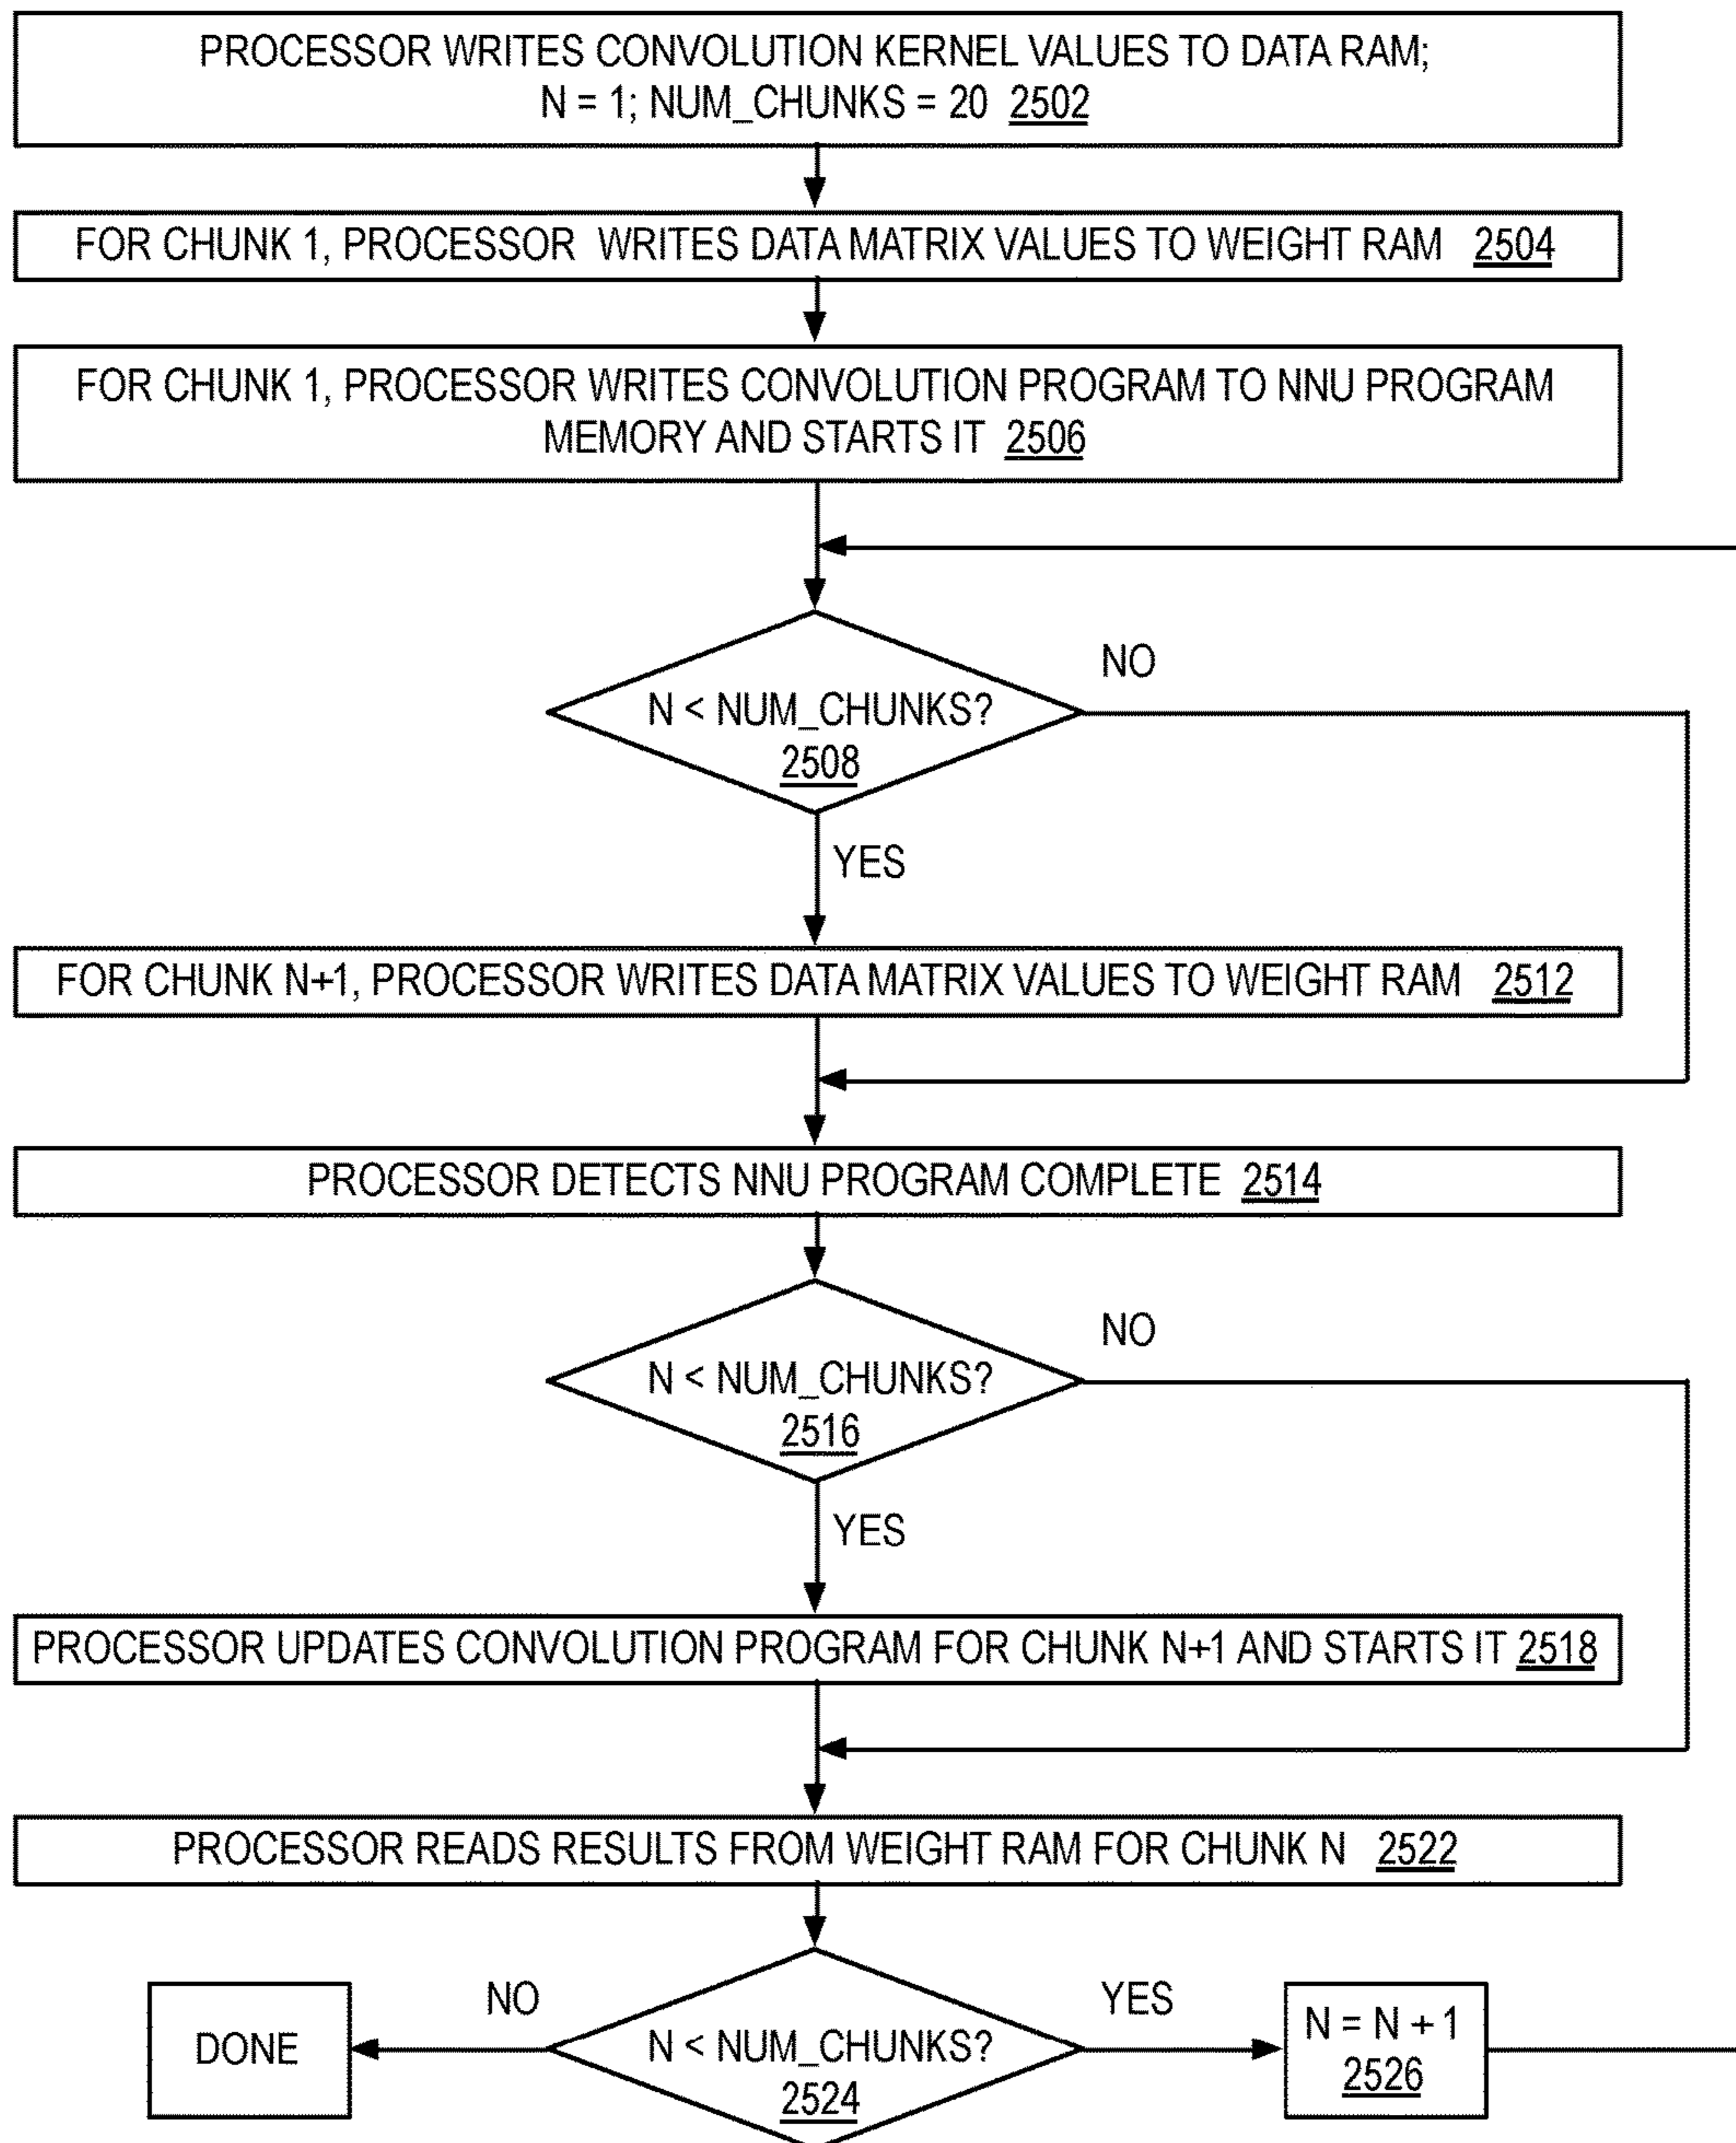 PROCESSOR WRITES CONVOLUTION KERNEL VALUES TO DATA RAM;
N = 1; NUM_CHUNKS = 20 2502
FOR CHUNK 1, PROCESSOR WRITES DATA MATRIX VALUES TO WEIGHT RAM 2504
FOR CHUNK 1, PROCESSOR WRITES CONVOLUTION PROGRAM TO NNU PROGRAM
MEMORY AND STARTS IT 2506
NO
N < NUM_CHUNKS?
2508
YES
FOR CHUNK N+1, PROCESSOR WRITES DATA MATRIX VALUES TO WEIGHT RAM 2512
PROCESSOR DETECTS NNU PROGRAM COMPLETE 2514
NO
N < NUM_CHUNKS?
2516
YES
PROCESSOR UPDATES CONVOLUTION PROGRAM FOR CHUNK N+1 AND STARTS IT 2518
PROCESSOR READS RESULTS FROM WEIGHT RAM FOR CHUNK N 2522
NO
YES
DONE
N < NUM_CHUNKS?
2524
N = N + 1
2526